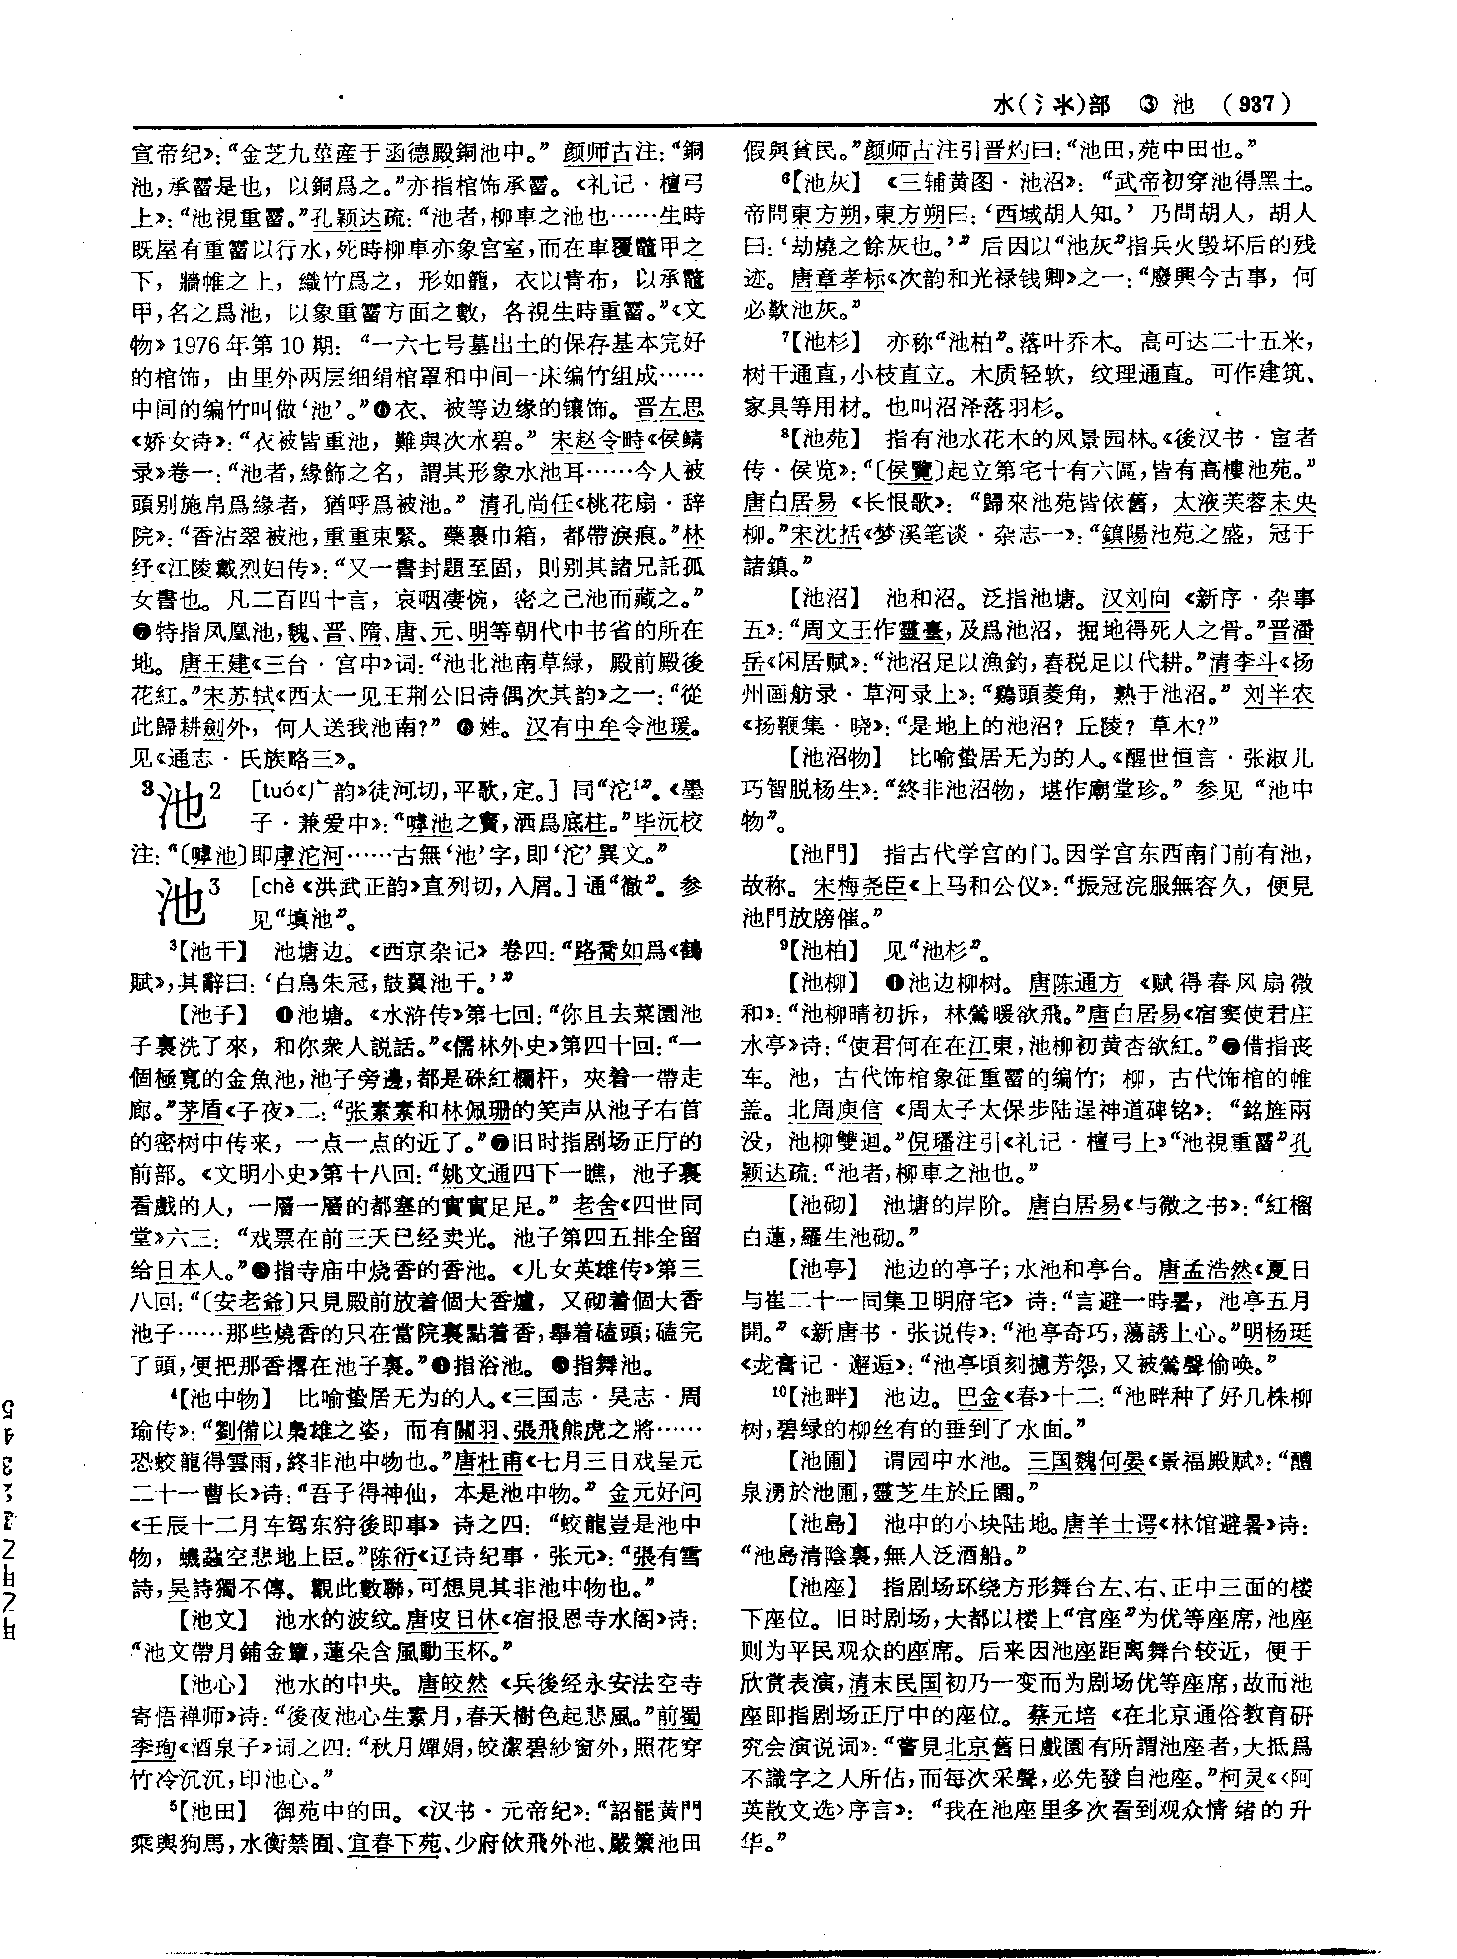 水(氵氺)部 ③ 池 (937)
宣帝纪》：“金芝九莖産于函德殿銅池中。”颜师古注：“銅
池，承霤是也，以銅爲之。”亦指棺饰承霤。《礼记·檀弓
上》：“池視重霤。”孔颖达疏：“池者，柳車之池也……生時
既屋有重霤以行水，死時柳車亦象宫室，而在車覆鼈甲之
下，牆帷之上，織竹爲之，形如籠，衣以青布，以承鼈
甲，名之爲池，以象重霤方面之數，各視生時重霤。”《文
物》1976年第10期：“一六七号墓出土的保存基本完好
的棺饰，由里外两层细绢棺罩和中间一床编竹组成……
中间的编竹叫做‘池’。”❻衣、被等边缘的镶饰。晋左思
《娇女诗》：“衣被皆重池，難與次水碧。”宋赵令畤《侯鲭
录》卷一：“池者，緣飾之名，謂其形象水池耳……今人被
頭别施帛爲緣者，猶呼爲被池。”清孔尚任《桃花扇·辞
院》：“香沾翠被池，重重束緊。藥裹巾箱，都帶淚痕。”林
纾《江陵戴烈妇传》：“又一書封題至固，則别其諸兄託孤
女書也。凡二百四十言，哀咽凄惋，密之己池而藏之。”
❼特指凤凰池，魏、晋、隋、唐、元、明等朝代中书省的所在
地。唐王建《三台·宫中》词：“池北池南草緑，殿前殿後
花紅。”宋苏轼《西太一见王荆公旧诗偶次其韵》之一：“從
此歸耕劍外，何人送我池南？”❽姓。汉有中牟令池瑗。
见《通志·氏族略三》。
3池2 [tuó《广韵》徒河切，平歌，定。]同“沱1”。《墨
子·兼爱中》：“嘑池之竇，洒爲底柱。”毕沅校
注：“〔嘑池〕即虖沱河……古無‘池’字，即‘沱’異文。”
池3 [chè《洪武正韵》直列切，入屑。]通“徹”。参
见“填池”。
3【池干】 池塘边。《西京杂记》卷四：“路喬如爲《鶴
賦》，其辭曰：‘白鳥朱冠，鼓翼池干。’”
【池子】 ❶池塘。《水浒传》第七回：“你且去菜園池
子裏洗了來，和你衆人説話。”《儒林外史》第四十回：“一
個極寬的金魚池，池子旁邊，都是硃紅欄杆，夾着一帶走
廊。”茅盾《子夜》二：“张素素和林佩珊的笑声从池子右首
的密树中传来，一点一点的近了。”❷旧时指剧场正厅的
前部。《文明小史》第十八回：“姚文通四下一瞧，池子裏
看戲的人，一層一層的都塞的實實足足。”老舍《四世同
堂》六三：“戏票在前三天已经卖光。池子第四五排全留
给日本人。”❸指寺庙中烧香的香池。《儿女英雄传》第三
八回：“〔安老爺〕只見殿前放着個大香爐，又砌着個大香
池子……那些燒香的只在當院裏點着香，舉着磕頭；磕完
了頭，便把那香撂在池子裏。”❹指浴池。❺指舞池。
4【池中物】 比喻蛰居无为的人。《三国志·吴志·周
瑜传》：“劉備以梟雄之姿，而有關羽、張飛熊虎之將……
恐蛟龍得雲雨，終非池中物也。”唐杜甫《七月三日戏呈元
二十一曹长》诗：“吾子得神仙，本是池中物。”金元好问
《壬辰十二月车驾东狩後即事》诗之四：“蛟龍豈是池中
物，蟣蝨空悲地上臣。”陈衍《辽诗纪事·张元》：“張有雪
詩，吴詩獨不傳。觀此數聯，可想見其非池中物也。”
【池文】 池水的波纹。唐皮日休《宿报恩寺水阁》诗：
“池文帶月鋪金簟，蓮朵含風動玉杯。”
【池心】 池水的中央。唐皎然《兵後经永安法空寺
寄悟禅师》诗：“後夜池心生素月，春天樹色起悲風。”前蜀
李珣《酒泉子》词之四：“秋月嬋娟，皎潔碧紗窗外，照花穿
竹冷沉沉，印池心。”
5【池田】 御苑中的田。《汉书·元帝纪》：“詔罷黄門
乘輿狗馬，水衡禁囿、宜春下苑、少府佽飛外池、嚴籞池田
假與貧民。”颜师古注引晋灼曰：“池田，苑中田也。”
6【池灰】 《三辅黄图·池沼》：“武帝初穿池得黑土。
帝問東方朔，東方朔曰：‘西域胡人知。’乃問胡人，胡人
曰：‘劫燒之餘灰也。’”后因以“池灰”指兵火毁坏后的残
迹。唐章孝标《次韵和光禄钱卿》之一：“廢興今古事，何
必歎池灰。”
7【池杉】 亦称“池柏”。落叶乔木。高可达二十五米，
树干通直，小枝直立。木质轻软，纹理通直。可作建筑、
家具等用材。也叫沼泽落羽杉。
8【池苑】 指有池水花木的风景园林。《後汉书·宦者
传·侯览》：“〔侯覽〕起立第宅十有六區，皆有高樓池苑。”
唐白居易《长恨歌》：“歸來池苑皆依舊，太液芙蓉未央
柳。”宋沈括《梦溪笔谈·杂志一》：“鎮陽池苑之盛，冠于
諸鎮。”
【池沼】 池和沼。泛指池塘。汉刘向《新序·杂事
五》：“周文王作靈臺，及爲池沼，掘地得死人之骨。”晋潘
岳《闲居赋》：“池沼足以漁釣，舂税足以代耕。”清李斗《扬
州画舫录·草河录上》：“鷄頭菱角，熟于池沼。”刘半农
《扬鞭集·晓》：“是地上的池沼？丘陵？草木？”
【池沼物】 比喻蛰居无为的人。《醒世恒言·张淑儿
巧智脱杨生》：“終非池沼物，堪作廟堂珍。”参见“池中
物”。
【池門】 指古代学宫的门。因学宫东西南门前有池，
故称。宋梅尧臣《上马和公仪》：“振冠浣服無容久，便見
池門放牓催。”
9【池柏】 见“池杉”。
【池柳】 ❶池边柳树。唐陈通方《赋得春风扇微
和》：“池柳晴初拆，林鶯暖欲飛。”唐白居易《宿窦使君庄
水亭》诗：“使君何在在江東，池柳初黄杏欲紅。”❷借指丧
车。池，古代饰棺象征重霤的编竹；柳，古代饰棺的帷
盖。北周庾信《周太子太保步陆逞神道碑铭》：“銘旌兩
没，池柳雙迴。”倪璠注引《礼记·檀弓上》“池視重霤”孔
颖达疏：“池者，柳車之池也。”
【池砌】 池塘的岸阶。唐白居易《与微之书》：“紅榴
白蓮，羅生池砌。”
【池亭】 池边的亭子；水池和亭台。唐孟浩然《夏日
与崔二十一同集卫明府宅》诗：“言避一時暑，池亭五月
開。”《新唐书·张说传》：“池亭奇巧，蕩誘上心。”明杨珽
《龙膏记·邂逅》：“池亭頃刻攄芳怨，又被鶯聲偷唤。”
10【池畔】 池边。巴金《春》十二：“池畔种了好几株柳
树，碧绿的柳丝有的垂到了水面。”
【池圃】 谓园中水池。三国魏何晏《景福殿赋》：“醴
泉湧於池圃，靈芝生於丘園。”
【池島】 池中的小块陆地。唐羊士谔《林馆避暑》诗：
“池島清陰裏，無人泛酒船。”
【池座】 指剧场环绕方形舞台左、右、正中三面的楼
下座位。旧时剧场，大都以楼上“官座”为优等座席，池座
则为平民观众的座席。后来因池座距离舞台较近，便于
欣赏表演，清末民国初乃一变而为剧场优等座席，故而池
座即指剧场正厅中的座位。蔡元培《在北京通俗教育研
究会演说词》：“嘗見北京舊日戲園有所謂池座者，大抵爲
不識字之人所佔，而每次采聲，必先發自池座。”柯灵《〈阿
英散文选〉序言》：“我在池座里多次看到观众情绪的升
华。”